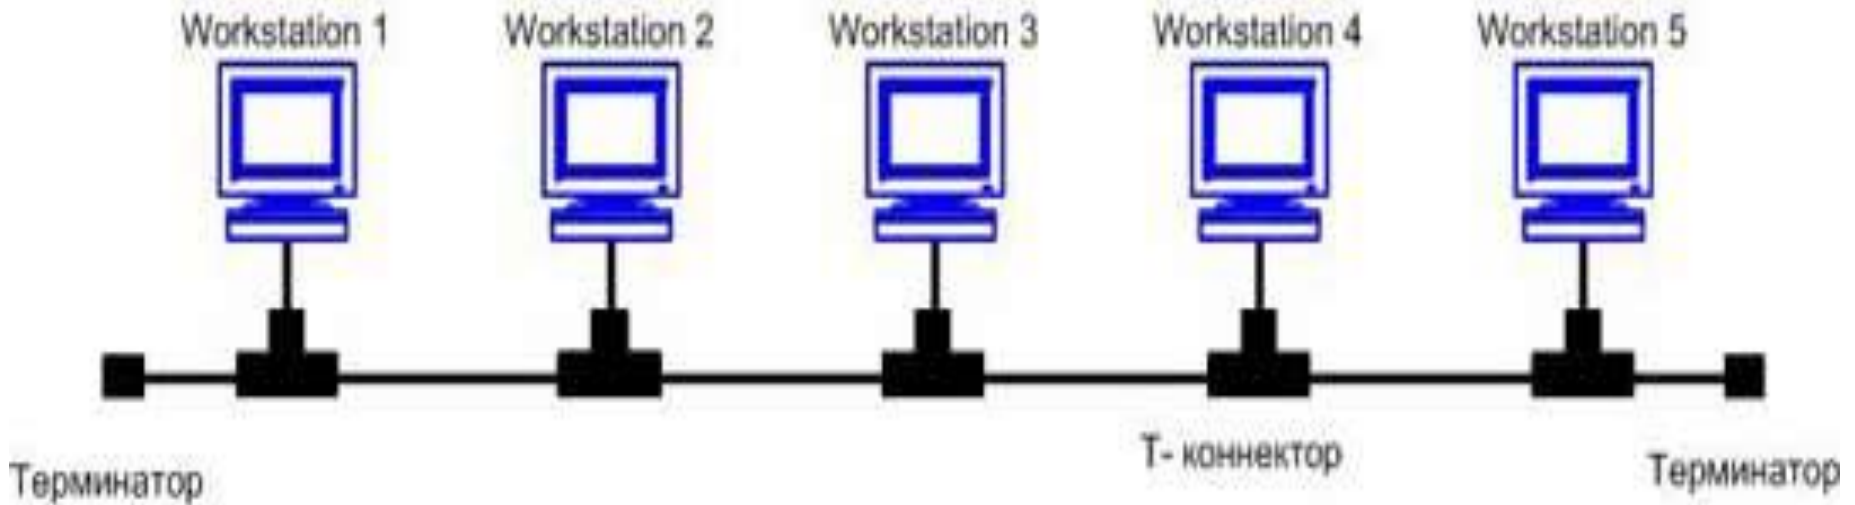 Workstation 1
Workstation 2
Workstation 3
Workstation 4
Workstation 5
Т- коннектор
Терминатор
Терминатор